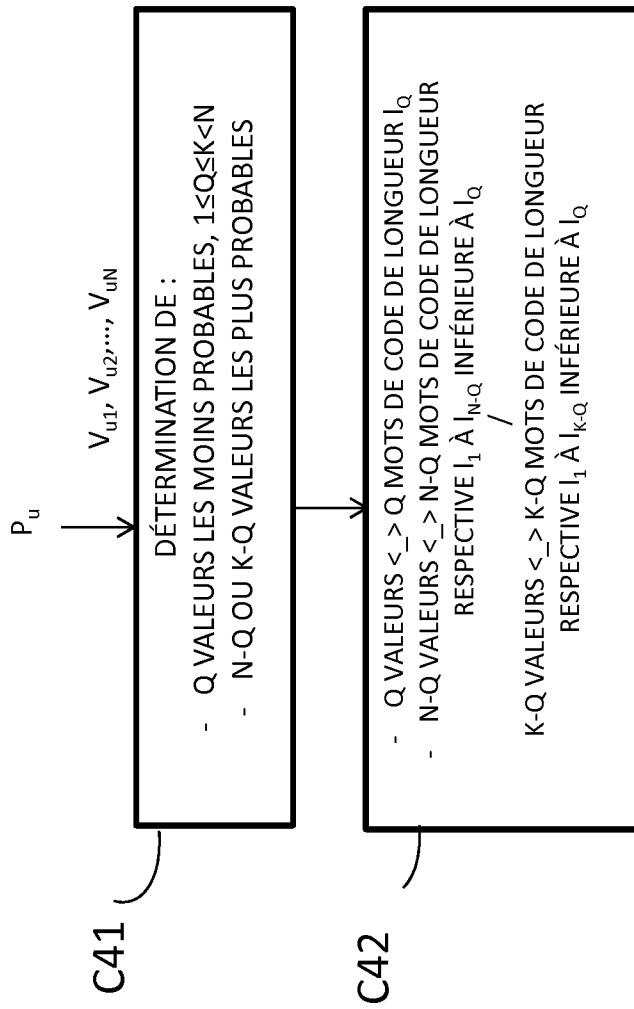 P_u
V_u1, V_u2,..., V_uN
C41
DÉTERMINATION DE :
- Q VALEURS LES MOINS PROBABLES, 1≤Q≤K<N
- N-Q OU K-Q VALEURS LES PLUS PROBABLES
C42
- Q VALEURS <_> Q MOTS DE CODE DE LONGUEUR l_Q
- N-Q VALEURS <_> N-Q MOTS DE CODE DE LONGUEUR
RESPECTIVE l_1 À l_N-Q INFÉRIEURE À l_Q
/
K-Q VALEURS <_> K-Q MOTS DE CODE DE LONGUEUR
RESPECTIVE l_1 À l_K-Q INFÉRIEURE À l_Q